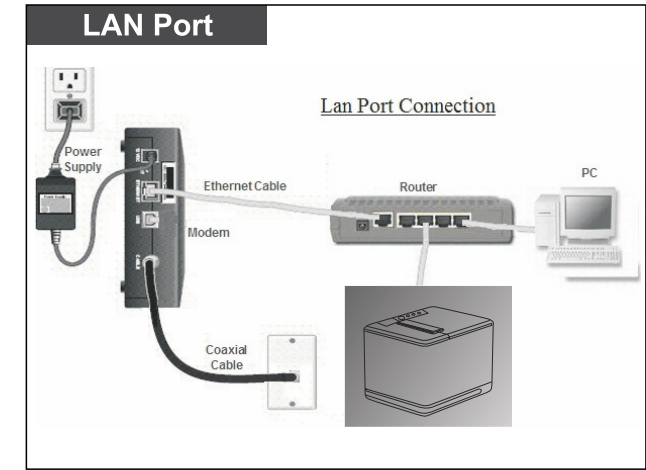 LAN Port
Lan Port Connection
Power
Supply
Ethernet Cable
Router
PC
Modem
Coaxial
Cable